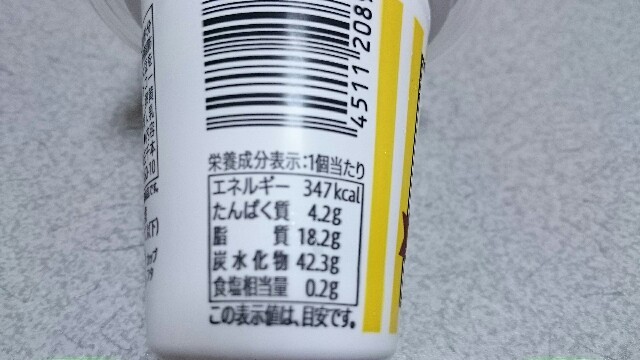 4511 208
栄養成分表示:1個当たり
エネルギー 347kcal
たんぱく質 4.2g
脂質 18.2g
炭水化物 42.3g
食塩相当量 0.2g
この表示値は、目安です。